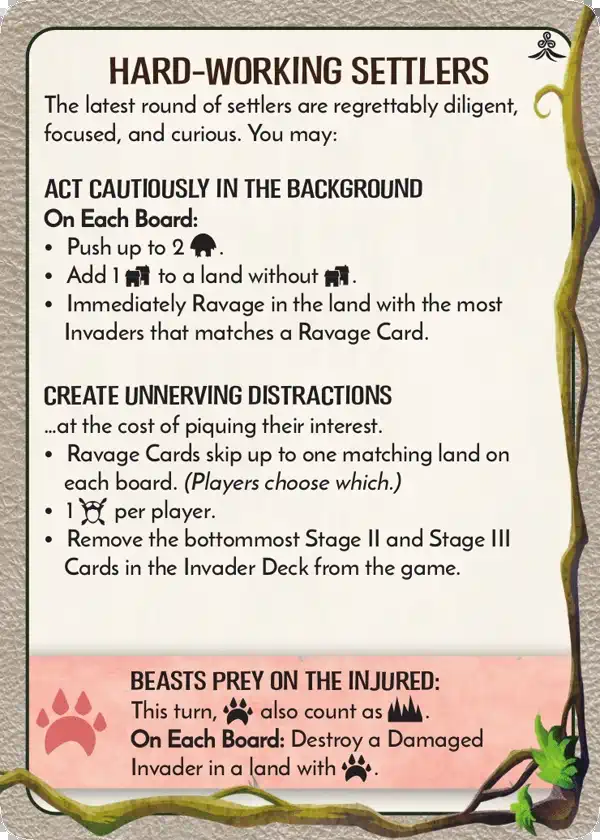 HARD-WORKING SETTLERS
The latest round of settlers are regrettably diligent,
focused, and curious. You may:
ACT CAUTIOUSLY IN THE BACKGROUND
On Each Board:
• Push up to 2 .
• Add 1 to a land without .
• Immediately Ravage in the land with the most
Invaders that matches a Ravage Card.
CREATE UNNERVING DISTRACTIONS
...at the cost of piquing their interest.
• Ravage Cards skip up to one matching land on
each board. (Players choose which.)
• 1 per player.
• Remove the bottommost Stage II and Stage III
Cards in the Invader Deck from the game.
BEASTS PREY ON THE INJURED:
This turn, also count as .
On Each Board: Destroy a Damaged
Invader in a land with .